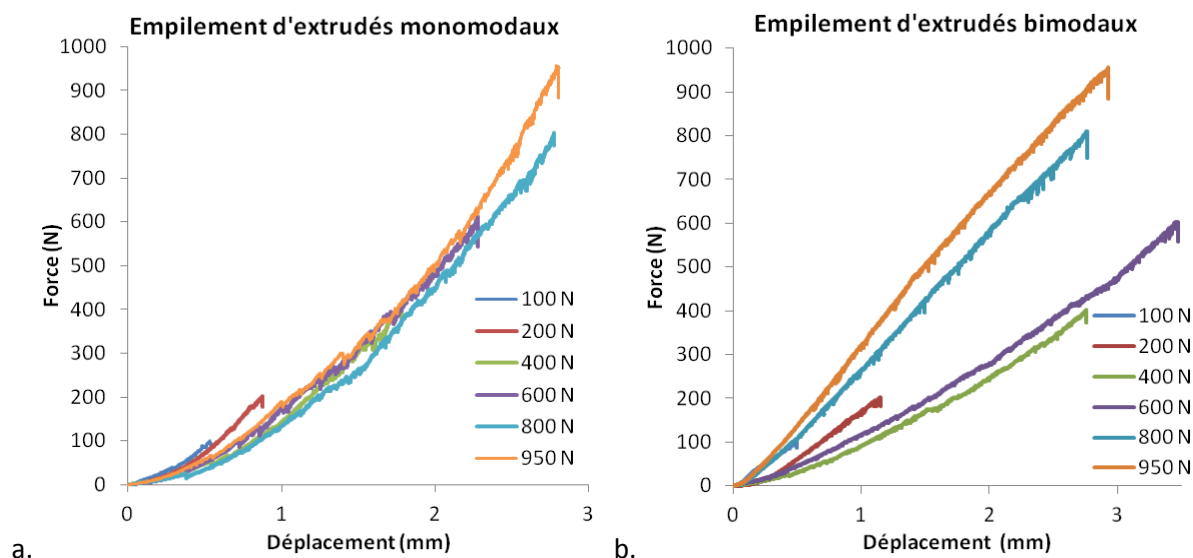 Empilement d'extrudés monomodaux
1000
900
800
700
600
500
400
300
200
100
0
Force (N)
0
1
2
3
Déplacement (mm)
100 N
200 N
400 N
600 N
800 N
950 N
a.
Empilement d'extrudés bimodaux
1000
900
800
700
600
500
400
300
200
100
0
Force (N)
0
1
2
3
Déplacement (mm)
100 N
200 N
400 N
600 N
800 N
950 N
b.